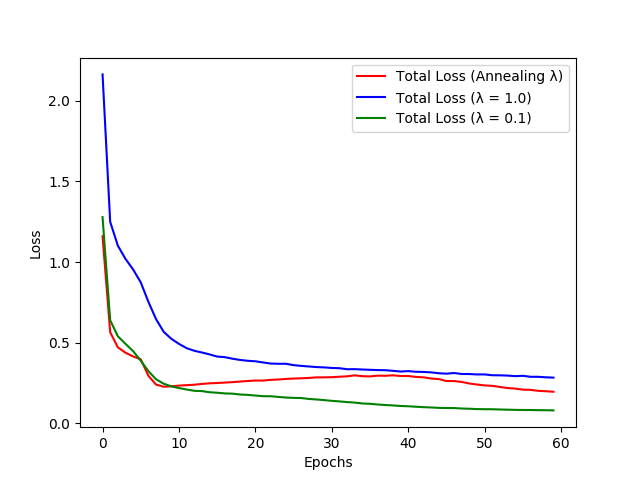 Total Loss (Annealing λ)
Total Loss (λ = 1.0)
Total Loss (λ = 0.1)
2.0
1.5
1.0
0.5
0.0
Loss
0 10 20 30 40 50 60
Epochs